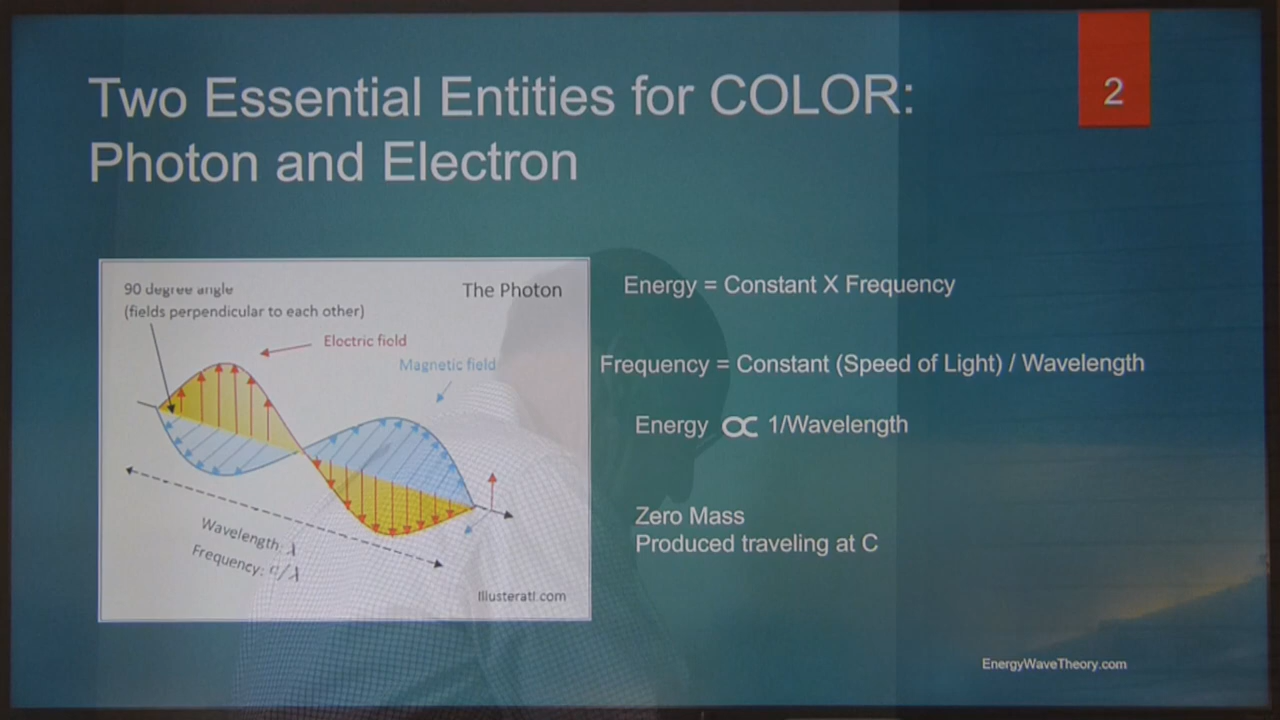 Two Essential Entities for COLOR:
Photon and Electron
2
90 degree angle
(fields perpendicular to each other)
The Photon
Electric field
Magnetic field
Wavelength: λ
Frequency: c/λ
Illusterati.com
Energy = Constant X Frequency
Frequency = Constant (Speed of Light) / Wavelength
Energy ∝ 1/Wavelength
Zero Mass
Produced traveling at C
EnergyWaveTheory.com